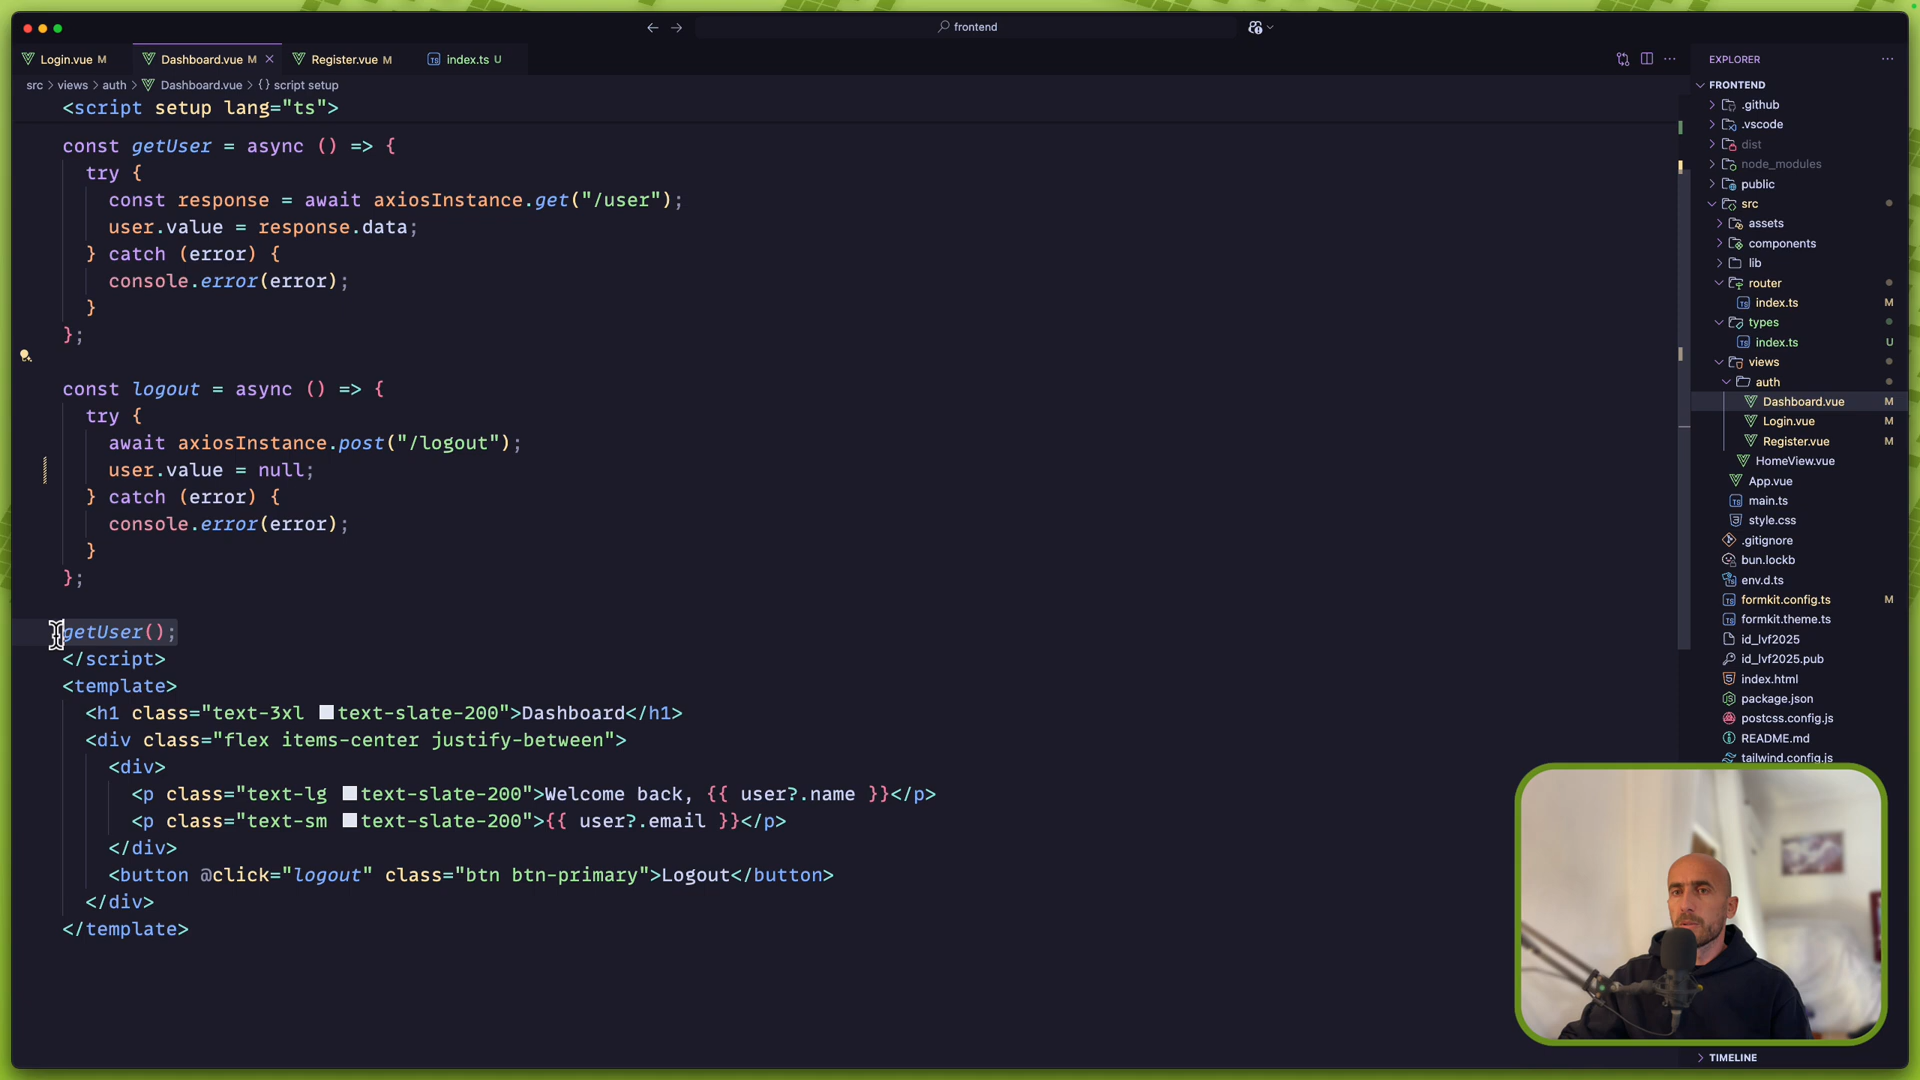 frontend
Login.vue M
Dashboard.vue M
Register.vue M
index.ts U
src > views > auth > Dashboard.vue > {} script setup
<script setup lang="ts">
const getUser = async () => {
try {
const response = await axiosInstance.get("/user");
user.value = response.data;
} catch (error) {
console.error(error);
}
};
const logout = async () => {
try {
await axiosInstance.post("/logout");
user.value = null;
} catch (error) {
console.error(error);
}
};
getUser();
</script>
<template>
<h1 class="text-3xl text-slate-200">Dashboard</h1>
<div class="flex items-center justify-between">
<div>
<p class="text-lg text-slate-200">Welcome back, {{ user?.name }}</p>
<p class="text-sm text-slate-200">{{ user?.email }}</p>
</div>
<button @click="logout" class="btn btn-primary">Logout</button>
</div>
</template>
EXPLORER
FRONTEND
.github
.vscode
dist
node_modules
public
src
assets
components
lib
router
index.ts M
types
index.ts U
views
auth
Dashboard.vue M
Login.vue M
Register.vue M
HomeView.vue
App.vue
main.ts
style.css
.gitignore
bun.lockb
env.d.ts
formkit.config.ts M
formkit.theme.ts
id_lvf2025
id_lvf2025.pub
index.html
package.json
postcss.config.js
README.md
tailwind.config.js
TIMELINE